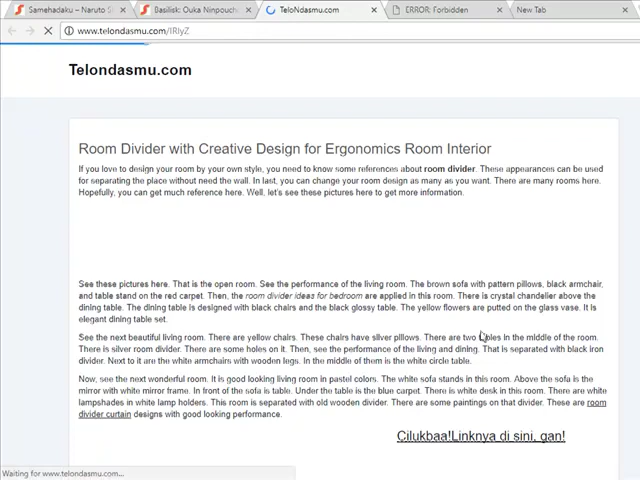 Samehadaku – Naruto S
Basilisk: Ouka Ninpouch
TeloNdasmu.com
ERROR: Forbidden
New Tab
www.telondasmu.com/IRIyZ
Telondasmu.com
Room Divider with Creative Design for Ergonomics Room Interior
If you love to design your room by your own style, you need to know some references about room divider. These appearances can be used
for separating the place without need the wall. In last, you can change your room design as many as you want. There are many rooms here.
Hopefully, you can get much reference here. Well, let's see these pictures here to get more information.
See these pictures here. That is the open room. See the performance of the living room. The brown sofa with pattern pillows, black armchair,
and table stand on the red carpet. Then, the room divider ideas for bedroom are applied in this room. There is crystal chandelier above the
dining table. The dining table is designed with black chairs and the black glossy table. The yellow flowers are putted on the glass vase. It is
elegant dining table set.
See the next beautiful living room. There are yellow chairs. These chairs have silver pillows. There are two tables in the middle of the room.
There is silver room divider. There are some holes on it. Then, see the performance of the living and dining. That is separated with black iron
divider. Next to it are the white armchairs with wooden legs. In the middle of them is the white circle table.
Now, see the next wonderful room. It is good looking living room in pastel colors. The white sofa stands in this room. Above the sofa is the
mirror with white mirror frame. In front of the sofa is table. Under the table is the blue carpet. There is white desk in this room. There are white
lampshades in white lamp holders. This room is separated with old wooden divider. There are some paintings on that divider. These are room
divider curtain designs with good looking performance.
Cilukbaa!Linknya di sini, gan!
Waiting for www.telondasmu.com...